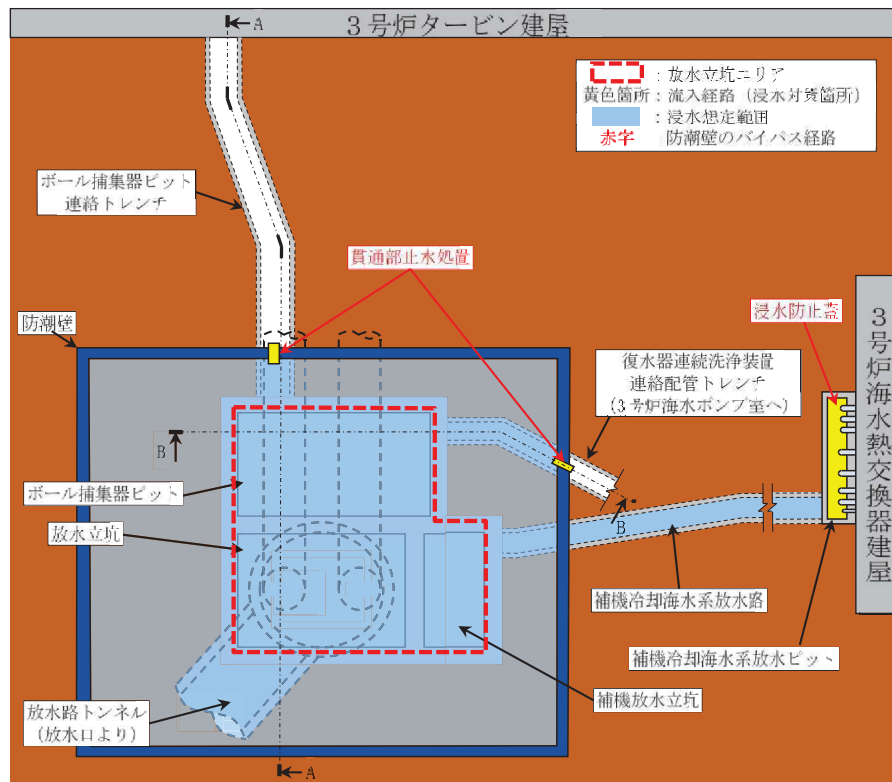 A
3号炉タービン建屋
：放水立坑エリア
黄色箇所：流入経路（浸水対策箇所）
：浸水想定範囲
赤字　防潮壁のバイパス経路
ボール捕集器ピット
連絡トレンチ
貫通部止水処置
浸水防止蓋
3号炉海水熱交換器建屋
防潮壁
復水器連続洗浄装置
連絡配管トレンチ
（3号炉海水ポンプ室へ）
B
ボール捕集器ピット
B
放水立坑
補機冷却海水系放水路
補機冷却海水系放水ピット
補機放水立坑
放水路トンネル
（放水口より）
A